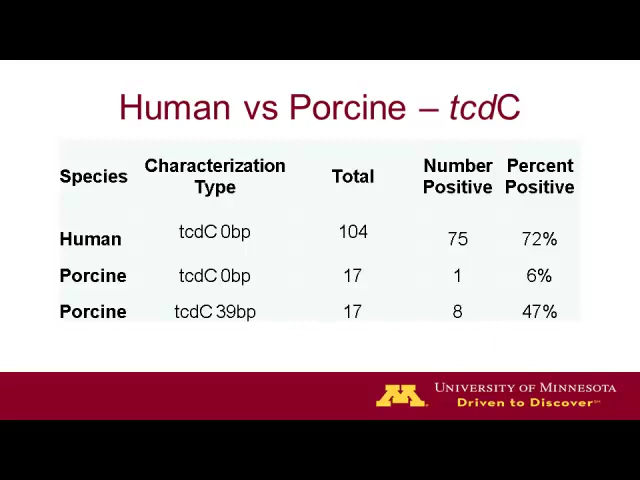 Human vs Porcine – tcdC
Species Characterization Type Total Number Positive Percent Positive
Human tcdC 0bp 104 75 72%
Porcine tcdC 0bp 17 1 6%
Porcine tcdC 39bp 17 8 47%
UNIVERSITY OF MINNESOTA
Driven to Discover℠